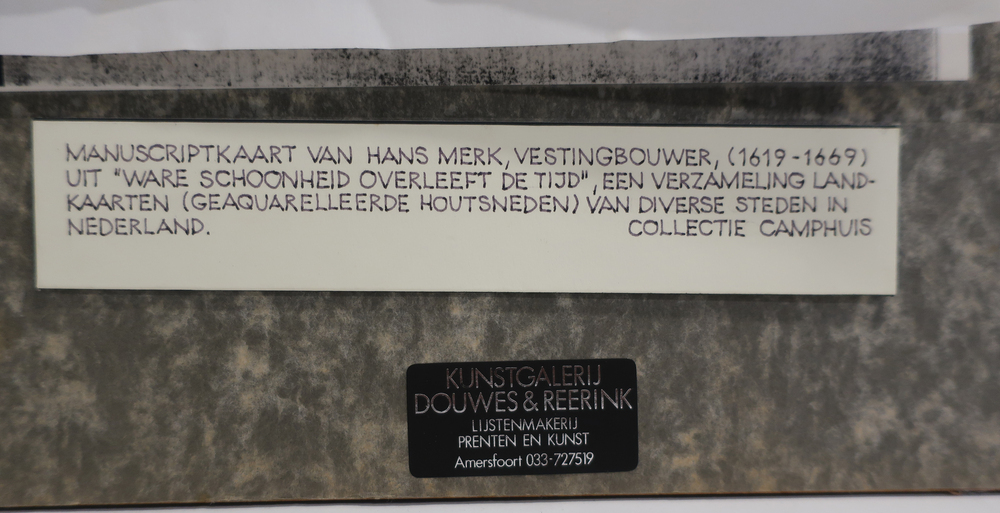 MANUSCRIPTKAART VAN HANS MERK, VESTINGBOUWER, (1619-1669)
UIT "WARE SCHOONHEID OVERLEEFT DE TIJD", EEN VERZAMELING LAND-
KAARTEN (GEAQUARELLEERDE HOUTSNEDEN) VAN DIVERSE STEDEN IN
NEDERLAND. COLLECTIE CAMPHUIS
KUNSTGALERIJ
DOUWES & REERINK
LIJSTENMAKERIJ
PRENTEN EN KUNST
Amersfoort 033-727519